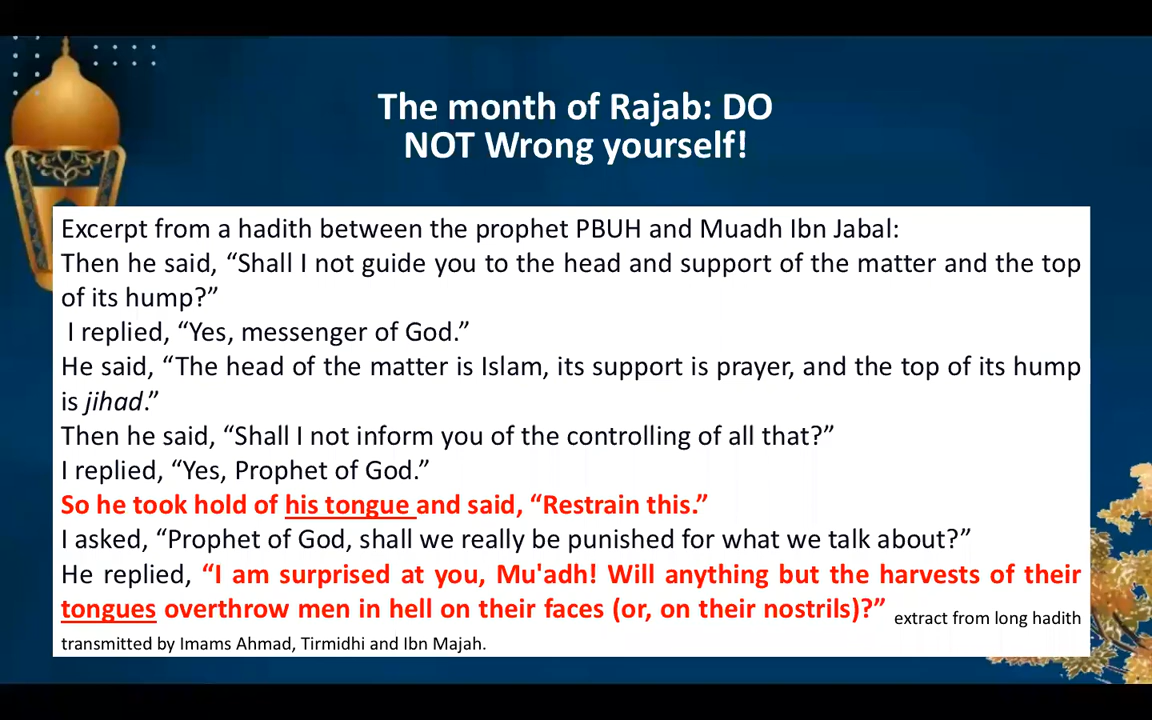 The month of Rajab: DO
NOT Wrong yourself!
Excerpt from a hadith between the prophet PBUH and Muadh Ibn Jabal:
Then he said, “Shall I not guide you to the head and support of the matter and the top
of its hump?”
I replied, “Yes, messenger of God.”
He said, “The head of the matter is Islam, its support is prayer, and the top of its hump
is jihad.”
Then he said, “Shall I not inform you of the controlling of all that?”
I replied, “Yes, Prophet of God.”
So he took hold of his tongue and said, “Restrain this.”
I asked, “Prophet of God, shall we really be punished for what we talk about?”
He replied, “I am surprised at you, Mu'adh! Will anything but the harvests of their
tongues overthrow men in hell on their faces (or, on their nostrils)?” extract from long hadith
transmitted by Imams Ahmad, Tirmidhi and Ibn Majah.